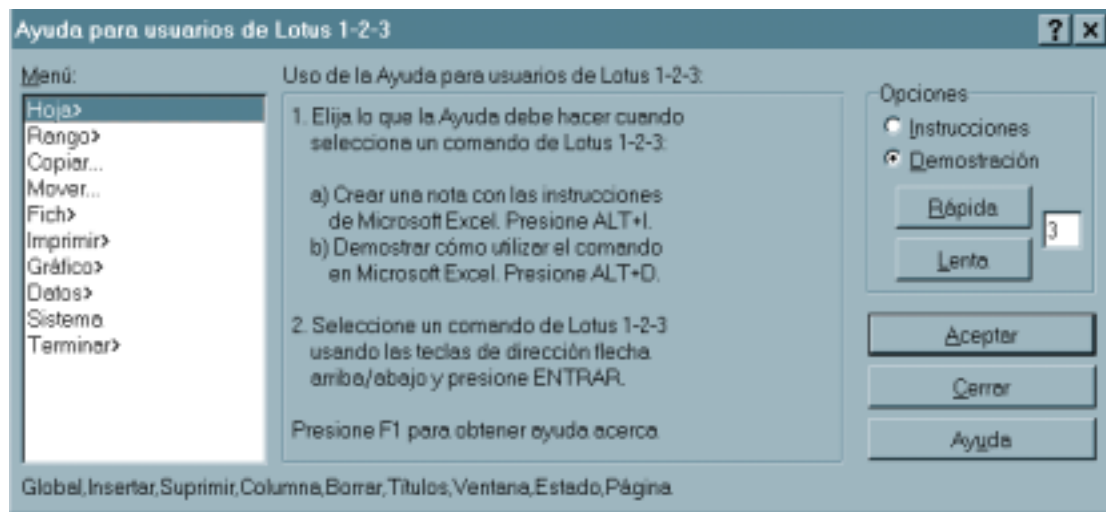 Ayuda para usuarios de Lotus 1-2-3
Menú:
Hoja>
Rango>
Copiar...
Mover...
Fich>
Imprimir>
Gráfico>
Datos>
Sistema
Terminar>
Uso de la Ayuda para usuarios de Lotus 1-2-3:
1. Elija lo que la Ayuda debe hacer cuando
selecciona un comando de Lotus 1-2-3:
a) Crear una nota con las instrucciones
de Microsoft Excel. Presione ALT+I.
b) Demostrar cómo utilizar el comando
en Microsoft Excel. Presione ALT+D.
2. Seleccione un comando de Lotus 1-2-3
usando las teclas de dirección flecha
arriba/abajo y presione ENTRAR.
Presione F1 para obtener ayuda acerca
Opciones
Instrucciones
Demostración
Rápida
3
Lenta
Aceptar
Cerrar
Ayuda
Global,Insertar,Suprimir,Columna,Borrar,Títulos,Ventana,Estado,Página